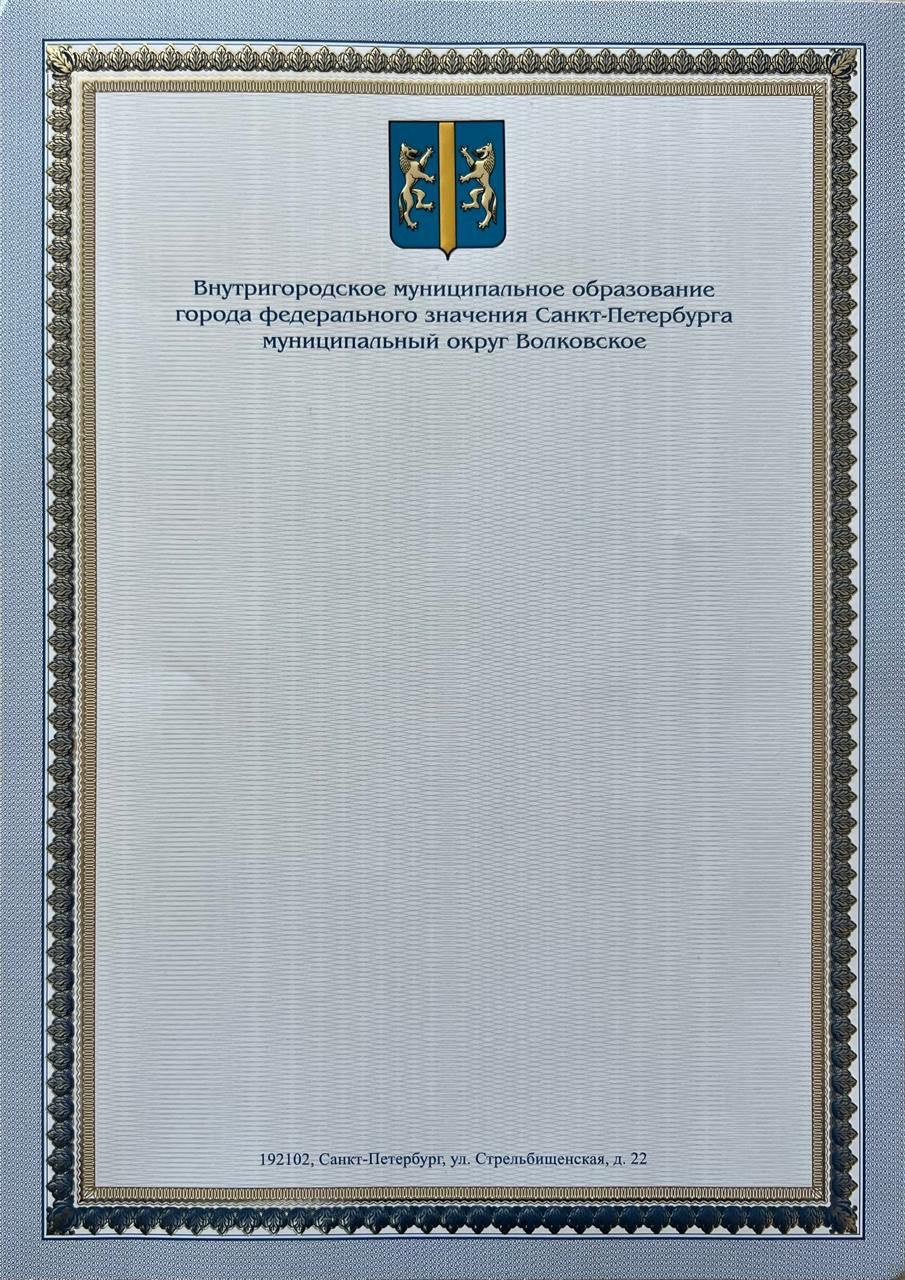 Внутригородское муниципальное образование
города федерального значения Санкт-Петербурга
муниципальный округ Волковское
192102, Санкт-Петербург, ул. Стрельбищенская, д. 22